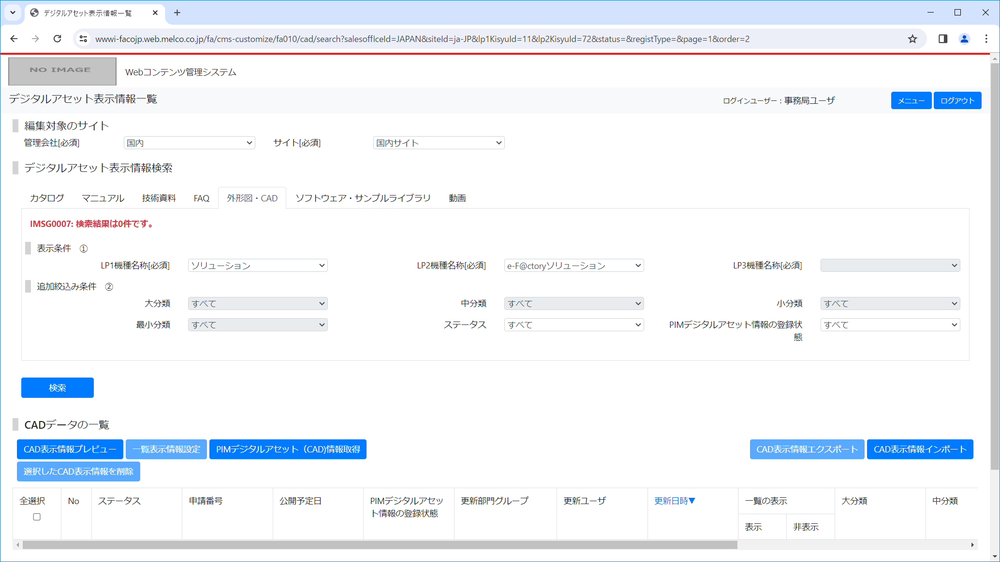 デジタルアセット表示情報一覧
wwwi-facojp.web.melco.co.jp/fa/cms-customize/fa010/cad/search?salesofficeId=JAPAN&siteId=ja-JP&lp1KisyuId=11&lp2KisyuId=72&status=&registType=&page=1&order=2
NO IMAGE
Webコンテンツ管理システム
デジタルアセット表示情報一覧
ログインユーザー : 事務局ユーザ
メニュー
ログアウト
編集対象のサイト
管理会社[必須]
国内
サイト[必須]
国内サイト
デジタルアセット表示情報検索
カタログ
マニュアル
技術資料
FAQ
外形図・CAD
ソフトウェア・サンプルライブラリ
動画
IMSG0007: 検索結果は0件です。
表示条件 ①
LP1機種名称[必須]
ソリューション
LP2機種名称[必須]
e-F@ctoryソリューション
LP3機種名称[必須]
追加絞込み条件 ②
大分類
すべて
中分類
すべて
小分類
すべて
最小分類
すべて
ステータス
すべて
PIMデジタルアセット情報の登録状
態
すべて
検索
CADデータの一覧
CAD表示情報プレビュー
一覧表示情報設定
PIMデジタルアセット（CAD)情報取得
CAD表示情報エクスポート
CAD表示情報インポート
選択したCAD表示情報を削除
全選択
No
ステータス
申請番号
公開予定日
PIMデジタルアセッ
ト情報の登録状態
更新部門グループ
更新ユーザ
更新日時▼
一覧の表示
表示
非表示
大分類
中分類